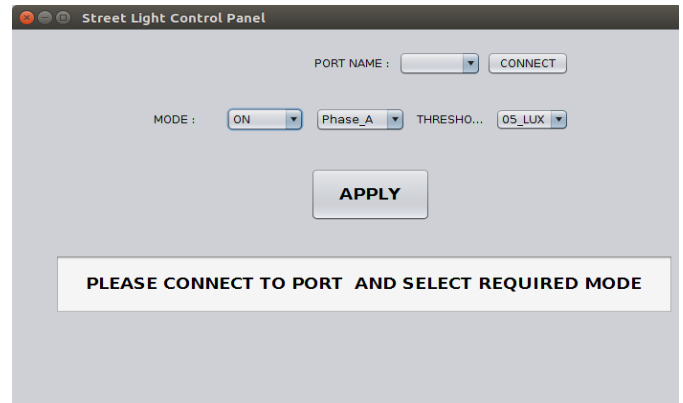 Street Light Control Panel
PORT NAME : CONNECT
MODE : ON Phase_A THRESHO... 05_LUX
APPLY
PLEASE CONNECT TO PORT AND SELECT REQUIRED MODE